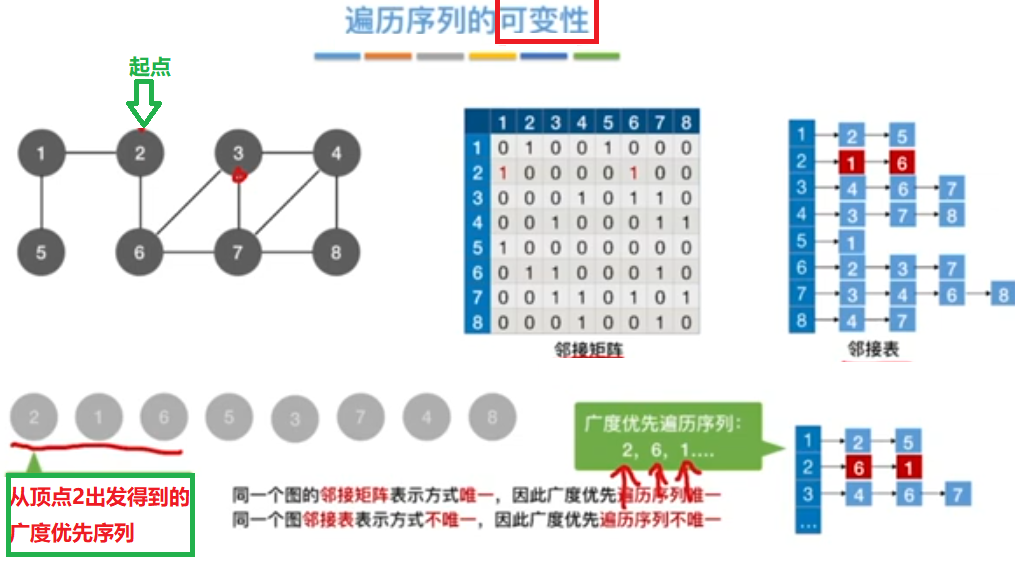 遍历序列的可变性
起点
1 2 3 4
5 6 7 8
1 2 3 4 5 6 7 8
1 0 1 0 0 1 0 0 0
2 1 0 0 0 0 1 0 0
3 0 0 0 1 0 1 1 0
4 0 0 1 0 0 0 1 1
5 1 0 0 0 0 0 0 0
6 0 1 1 0 0 0 1 0
7 0 0 1 1 0 1 0 1
8 0 0 0 1 0 0 1 0
邻接矩阵
1 2 5
2 1 6
3 4 6 7
4 3 7 8
5 1
6 2 3 7
7 3 4 6 8
8 4 7
邻接表
2 1 6 5 3 7 4 8
从顶点2出发得到的
广度优先序列
广度优先遍历序列:
2, 6, 1....
1 2 5
2 6 1
3 4 6 7
...
同一个图的邻接矩阵表示方式唯一，因此广度优先遍历序列唯一
同一个图邻接表表示方式不唯一，因此广度优先遍历序列不唯一